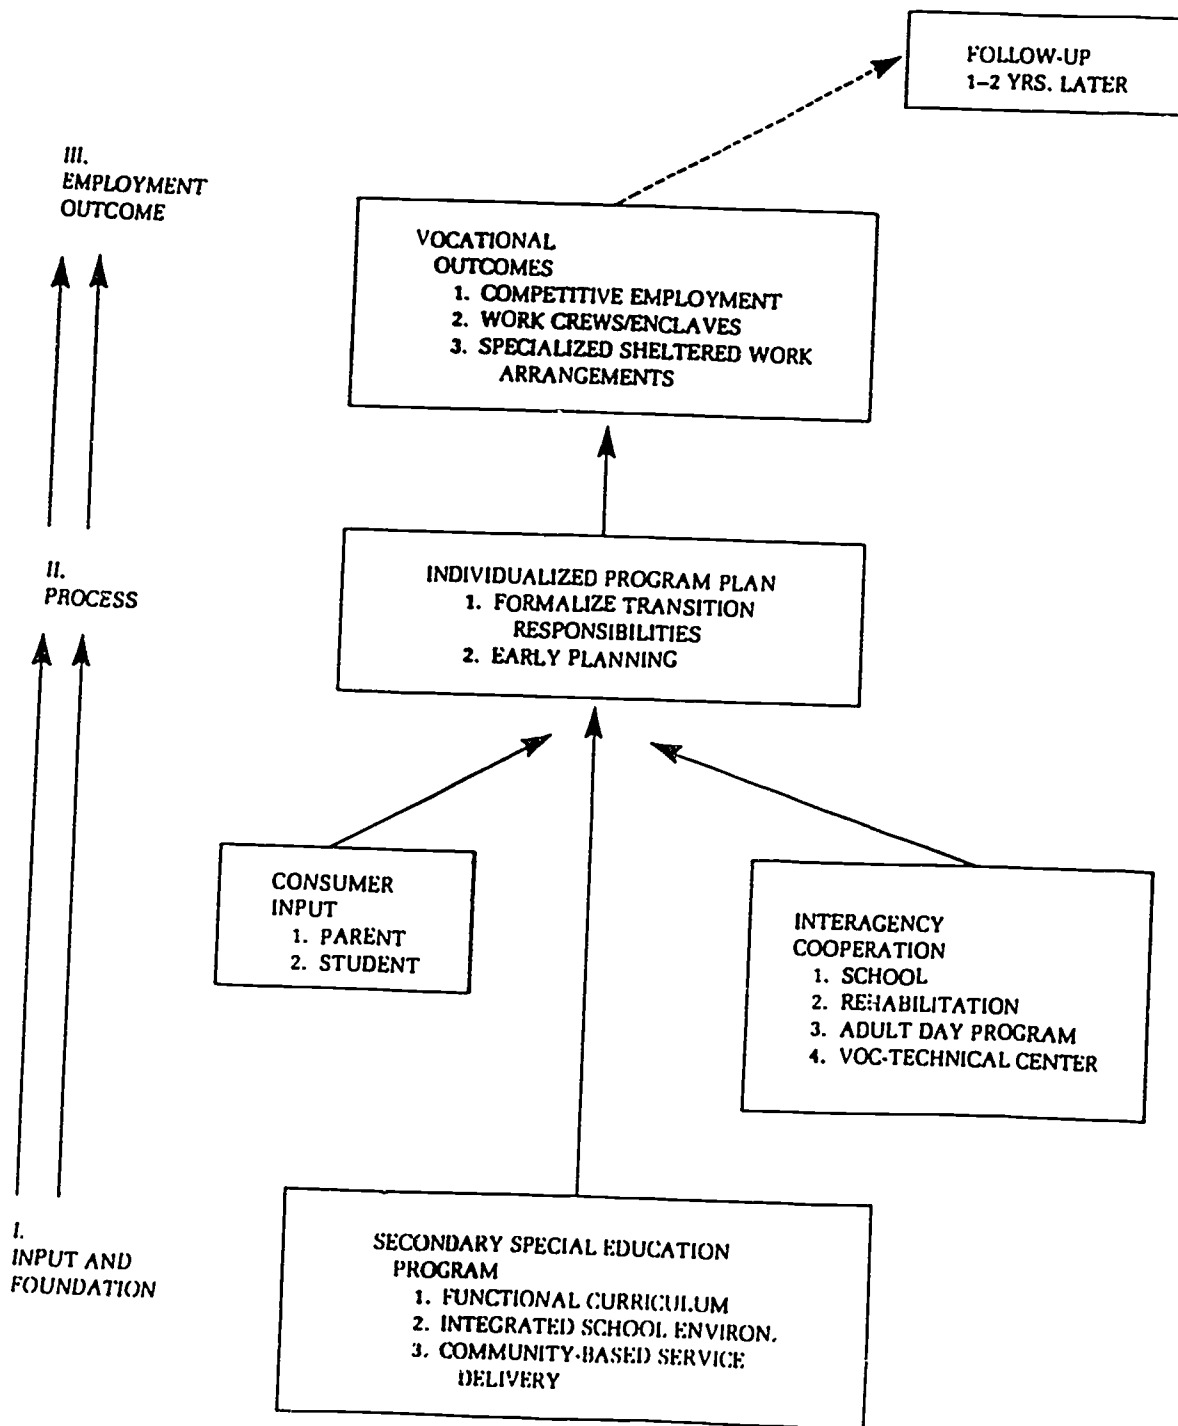 FOLLOW-UP
1–2 YRS. LATER
III.
EMPLOYMENT
OUTCOME
VOCATIONAL
OUTCOMES
1. COMPETITIVE EMPLOYMENT
2. WORK CREWS/ENCLAVES
3. SPECIALIZED SHELTERED WORK
ARRANGEMENTS
II.
PROCESS
INDIVIDUALIZED PROGRAM PLAN
1. FORMALIZE TRANSITION
RESPONSIBILITIES
2. EARLY PLANNING
CONSUMER
INPUT
1. PARENT
2. STUDENT
INTERAGENCY
COOPERATION
1. SCHOOL
2. REHABILITATION
3. ADULT DAY PROGRAM
4. VOC-TECHNICAL CENTER
I.
INPUT AND
FOUNDATION
SECONDARY SPECIAL EDUCATION
PROGRAM
1. FUNCTIONAL CURRICULUM
2. INTEGRATED SCHOOL ENVIRON.
3. COMMUNITY-BASED SERVICE
DELIVERY